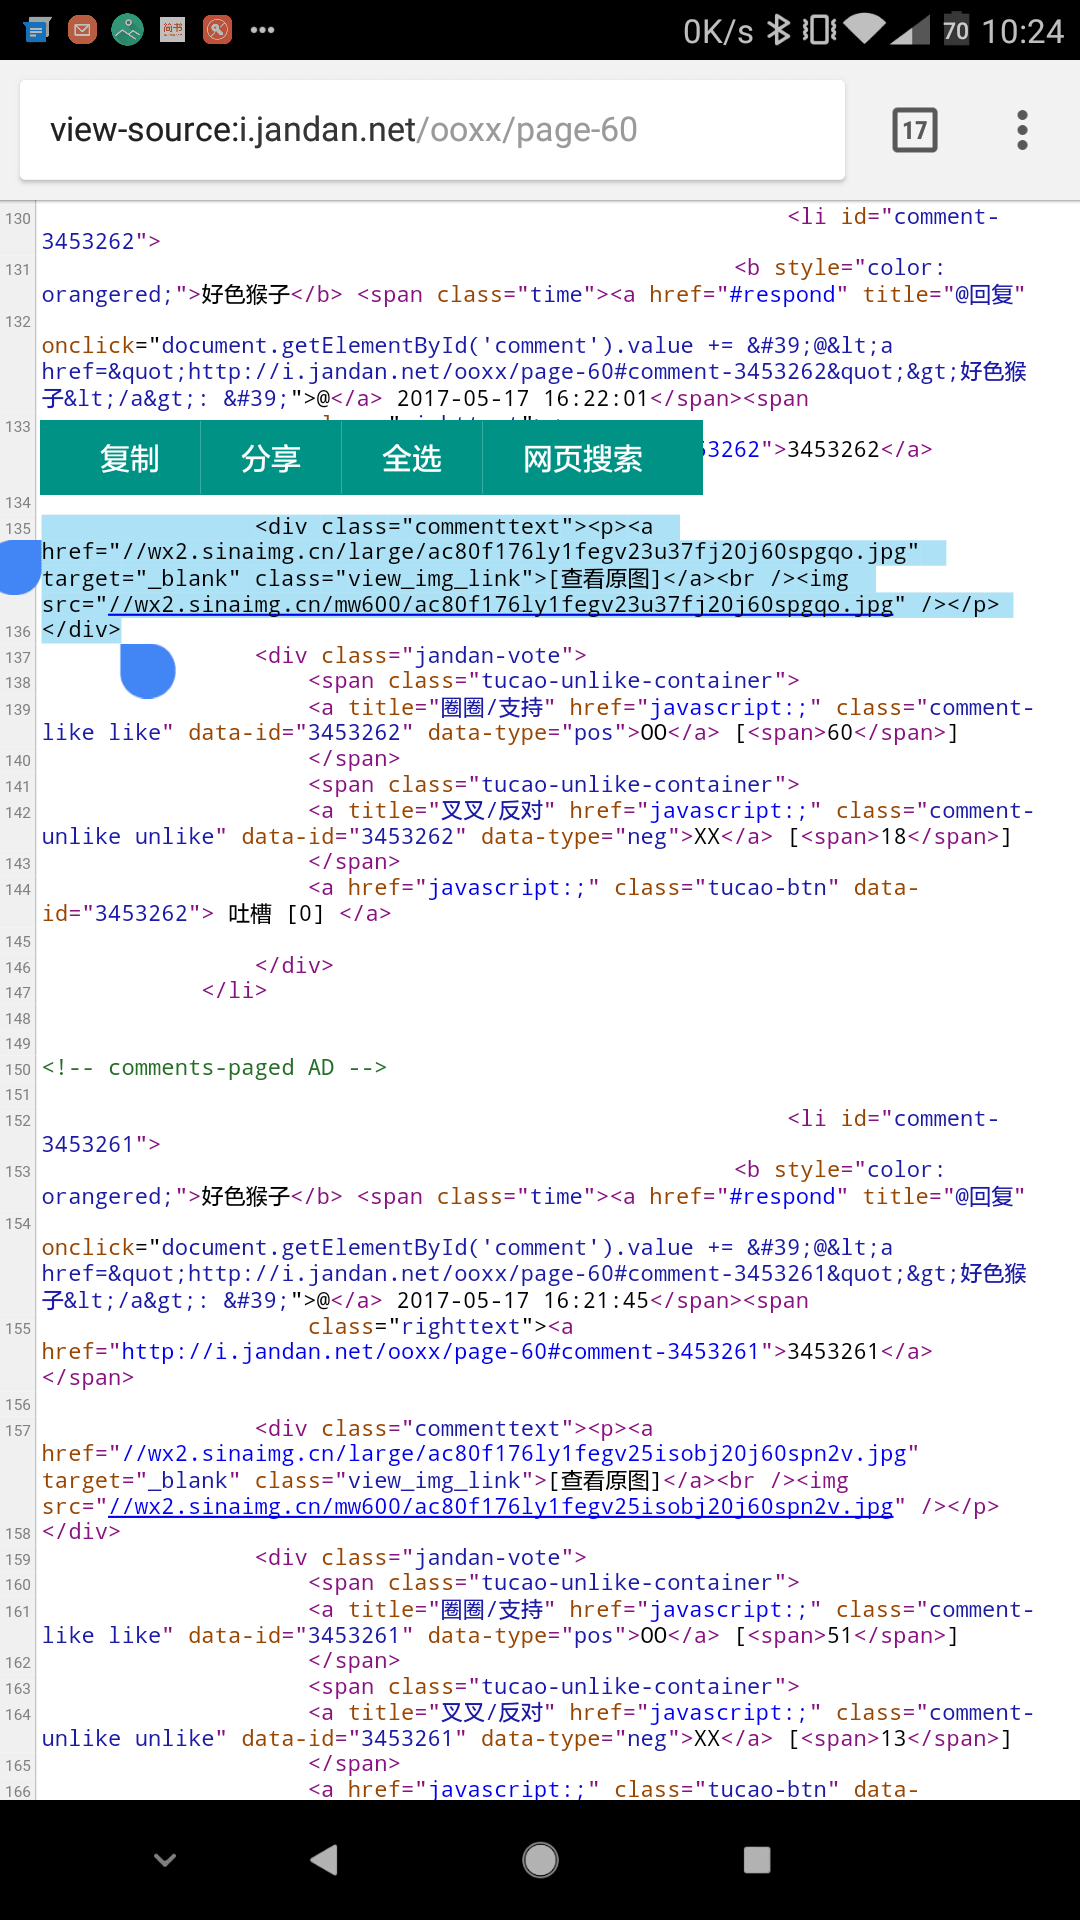 简书
0K/s 70 10:24
view-source:i.jandan.net/ooxx/page-60
17
130 <li id="comment-
3453262">
131 <b style="color:
orangered;">好色猴子</b> <span class="time"><a href="#respond" title="@回复"
132
onclick="document.getElementById('comment').value += &#39;@&lt;a
href=&quot;http://i.jandan.net/ooxx/page-60#comment-3453262&quot;&gt;好色猴
子&lt;/a&gt;: &#39;">@</a> 2017-05-17 16:22:01</span><span
133
复制 分享 全选 网页搜索
53262">3453262</a>
134
135 <div class="commenttext"><p><a
href="//wx2.sinaimg.cn/large/ac80f176ly1fegv23u37fj20j60spgqo.jpg"
target="_blank" class="view_img_link">[查看原图]</a><br /><img
src="//wx2.sinaimg.cn/mw600/ac80f176ly1fegv23u37fj20j60spgqo.jpg" /></p>
136 </div>
137 <div class="jandan-vote">
138 <span class="tucao-unlike-container">
139 <a title="圈圈/支持" href="javascript:;" class="comment-
like like" data-id="3453262" data-type="pos">OO</a> [<span>60</span>]
140 </span>
141 <span class="tucao-unlike-container">
142 <a title="叉叉/反对" href="javascript:;" class="comment-
unlike unlike" data-id="3453262" data-type="neg">XX</a> [<span>18</span>]
143 </span>
144 <a href="javascript:;" class="tucao-btn" data-
id="3453262"> 吐槽 [0] </a>
145
146 </div>
147 </li>
148
149
150 <!-- comments-paged AD -->
151
152 <li id="comment-
3453261">
153 <b style="color:
orangered;">好色猴子</b> <span class="time"><a href="#respond" title="@回复"
154
onclick="document.getElementById('comment').value += &#39;@&lt;a
href=&quot;http://i.jandan.net/ooxx/page-60#comment-3453261&quot;&gt;好色猴
子&lt;/a&gt;: &#39;">@</a> 2017-05-17 16:21:45</span><span
155 class="righttext"><a
href="http://i.jandan.net/ooxx/page-60#comment-3453261">3453261</a>
</span>
156
157 <div class="commenttext"><p><a
href="//wx2.sinaimg.cn/large/ac80f176ly1fegv25isobj20j60spn2v.jpg"
target="_blank" class="view_img_link">[查看原图]</a><br /><img
src="//wx2.sinaimg.cn/mw600/ac80f176ly1fegv25isobj20j60spn2v.jpg" /></p>
158 </div>
159 <div class="jandan-vote">
160 <span class="tucao-unlike-container">
161 <a title="圈圈/支持" href="javascript:;" class="comment-
like like" data-id="3453261" data-type="pos">OO</a> [<span>51</span>]
162 </span>
163 <span class="tucao-unlike-container">
164 <a title="叉叉/反对" href="javascript:;" class="comment-
unlike unlike" data-id="3453261" data-type="neg">XX</a> [<span>13</span>]
165 </span>
166 <a href="javascript:;" class="tucao-btn" data-